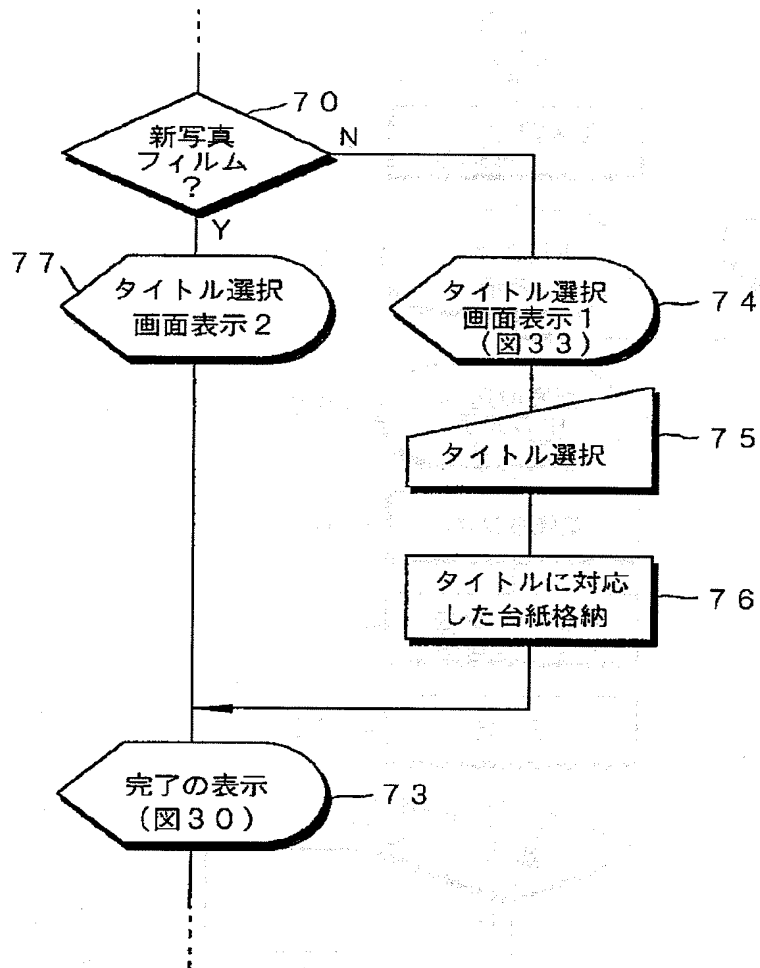 ７０
新写真
フィルム
？
N
Y
７７
タイトル選択
画面表示２
タイトル選択
画面表示１
（図３３）
７４
タイトル選択
７５
タイトルに対応
した台紙格納
７６
完了の表示
（図３０）
７３